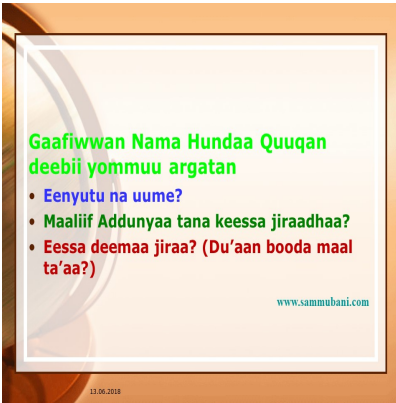 Gaafiwwan Nama Hundaa Quuqan
deebii yommuu argatan
• Eenyutu na uume?
• Maaliif Addunyaa tana keessa jiraadhaa?
• Eessa deemaa jiraa? (Du’aan booda maal
ta’aa?)
www.sammubani.com
13.06.2018